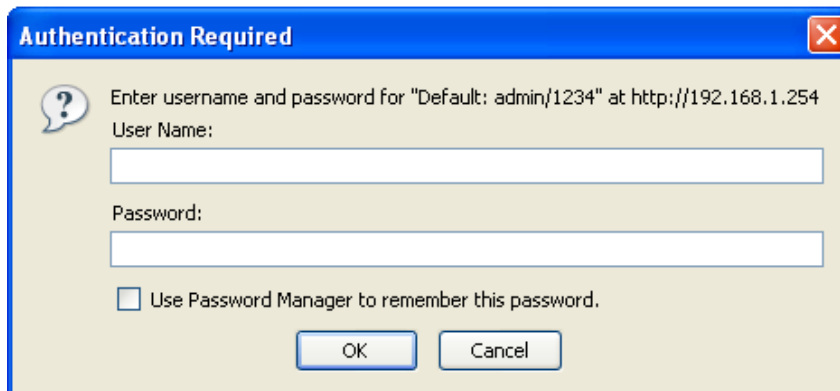 Authentication Required
Enter username and password for "Default: admin/1234" at http://192.168.1.254
User Name:
Password:
Use Password Manager to remember this password.
OK Cancel